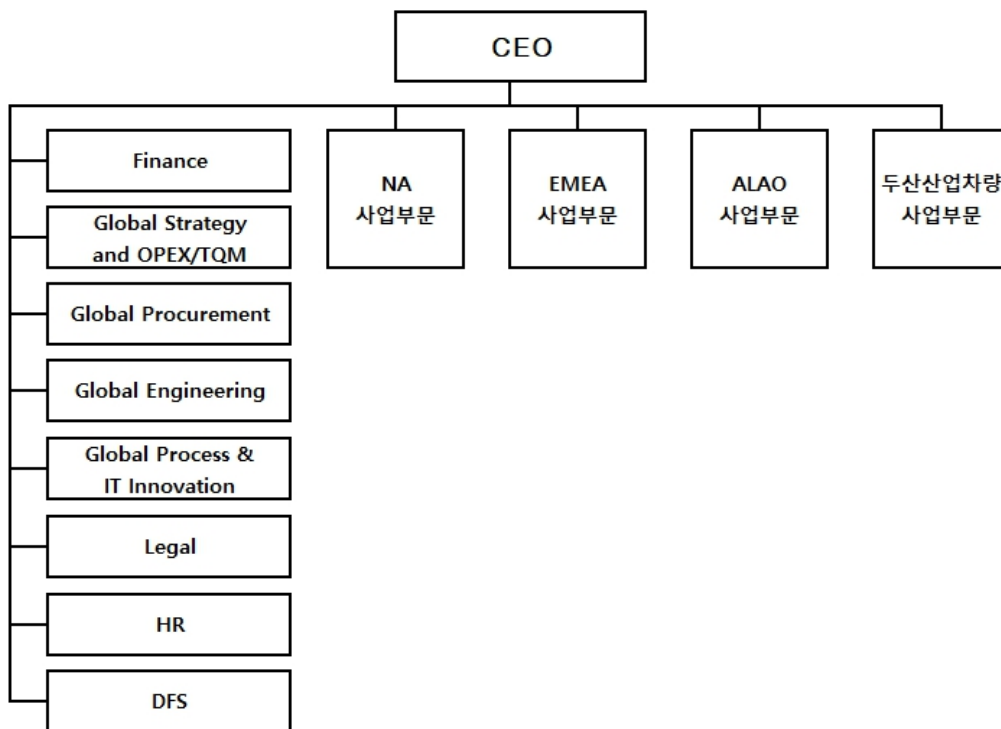 CEO
Finance
Global Strategy
and OPEX/TQM
Global Procurement
Global Engineering
Global Process &
IT Innovation
Legal
HR
DFS
NA
사업부문
EMEA
사업부문
ALAO
사업부문
두산산업차량
사업부문